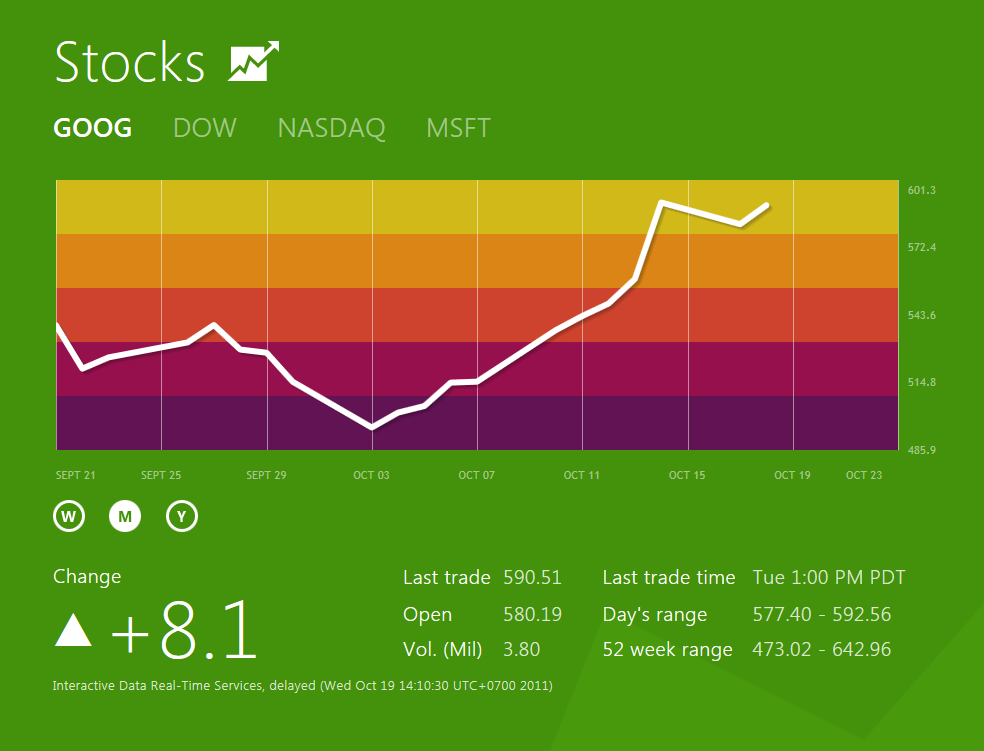 Stocks
GOOG DOW NASDAQ MSFT
601.3
572.4
543.6
514.8
485.9
SEPT 21 SEPT 25 SEPT 29 OCT 03 OCT 07 OCT 11 OCT 15 OCT 19 OCT 23
W M Y
Change
+8.1
Last trade 590.51 Last trade time Tue 1:00 PM PDT
Open 580.19 Day's range 577.40 - 592.56
Vol. (Mil) 3.80 52 week range 473.02 - 642.96
Interactive Data Real-Time Services, delayed (Wed Oct 19 14:10:30 UTC+0700 2011)